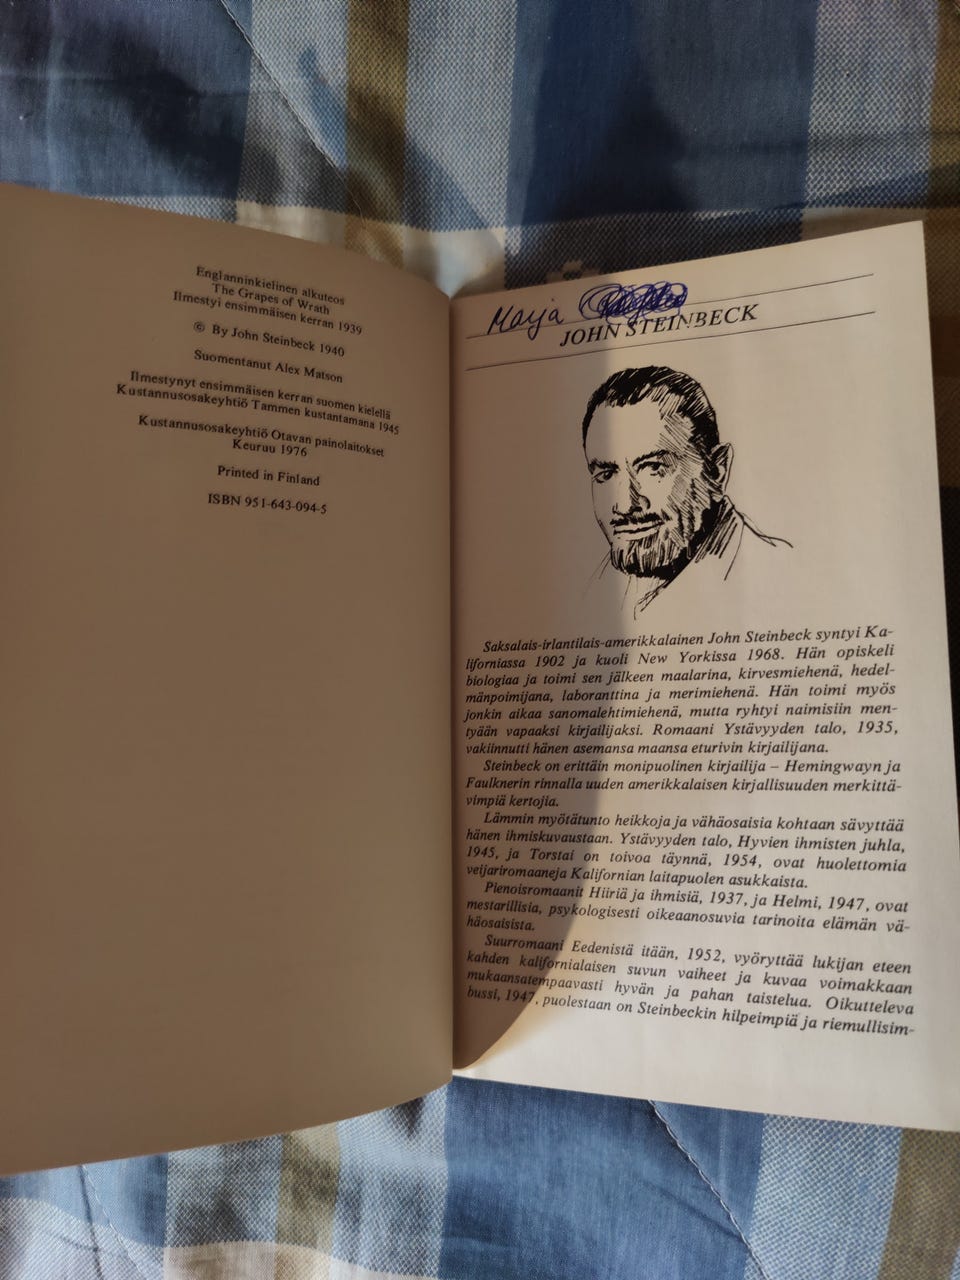 Englanninkielinen alkuteos
The Grapes of Wrath
Ilmestyi ensimmäisen kerran 1939
© By John Steinbeck 1940
Suomentanut Alex Matson
Ilmestynyt ensimmäisen kerran suomen kielellä
Kustannusosakeyhtiö Tammen kustantamana 1945
Kustannusosakeyhtiö Otavan painolaitokset
Keuruu 1976
Printed in Finland
ISBN 951-643-094-5
Marja
JOHN STEINBECK
Saksalais-irlantilais-amerikkalainen John Steinbeck syntyi Ka-
liforniassa 1902 ja kuoli New Yorkissa 1968. Hän opiskeli
biologiaa ja toimi sen jälkeen maalarina, kirvesmiehenä, hedel-
mänpoimijana, laboranttina ja merimiehenä. Hän toimi myös
jonkin aikaa sanomalehtimiehenä, mutta ryhtyi naimisiin men-
tyään vapaaksi kirjailijaksi. Romaani Ystävyyden talo, 1935,
vakiinnutti hänen asemansa maansa eturivin kirjailijana.
Steinbeck on erittäin monipuolinen kirjailija – Hemingwayn ja
Faulknerin rinnalla uuden amerikkalaisen kirjallisuuden merkittä-
vimpiä kertojia.
Lämmin myötätunto heikkoja ja vähäosaisia kohtaan sävyttää
hänen ihmiskuvaustaan. Ystävyyden talo, Hyvien ihmisten juhla,
1945, ja Torstai on toivoa täynnä, 1954, ovat huolettomia
veijariromaaneja Kalifornian laitapuolen asukkaista.
Pienoisromaanit Hiiriä ja ihmisiä, 1937, ja Helmi, 1947, ovat
mestarillisia, psykologisesti oikeaanosuvia tarinoita elämän vä-
häosaisista.
Suurromaani Eedenistä itään, 1952, vyöryttää lukijan eteen
kahden kalifornialaisen suvun vaiheet ja kuvaa voimakkaan
mukaansatempaavasti hyvän ja pahan taistelua. Oikutteleva
bussi, 1947, puolestaan on Steinbeckin hilpeimpiä ja riemullisim-